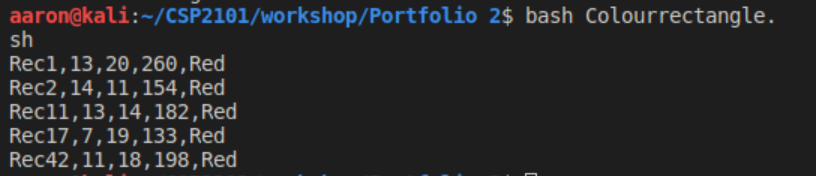 aaron@kali:~/CSP2101/workshop/Portfolio 2$ bash Colourrectangle.
sh
Rec1,13,20,260,Red
Rec2,14,11,154,Red
Rec11,13,14,182,Red
Rec17,7,19,133,Red
Rec42,11,18,198,Red